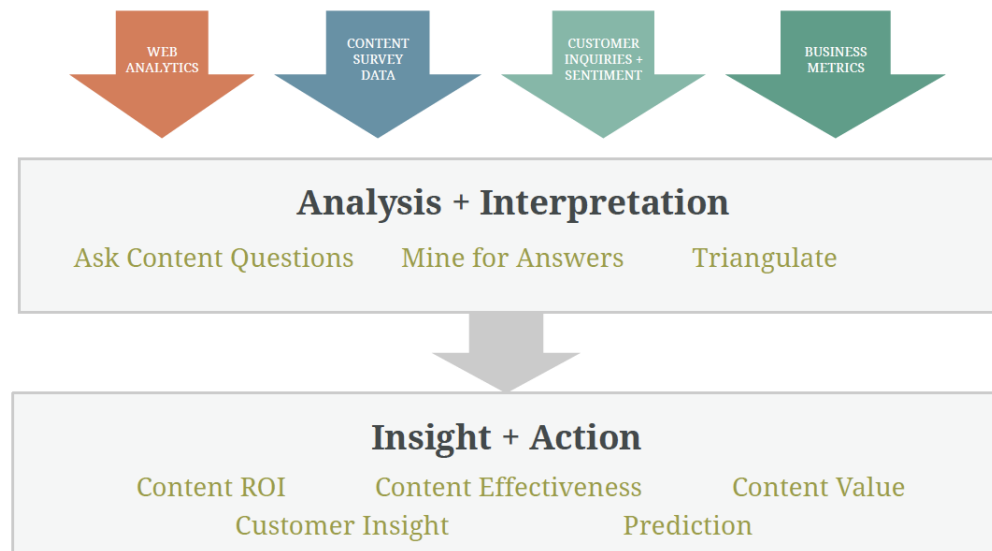 WEB
ANALYTICS
CONTENT
SURVEY
DATA
CUSTOMER
INQUIRIES +
SENTIMENT
BUSINESS
METRICS
Analysis + Interpretation
Ask Content Questions Mine for Answers Triangulate
Insight + Action
Content ROI Content Effectiveness Content Value
Customer Insight Prediction